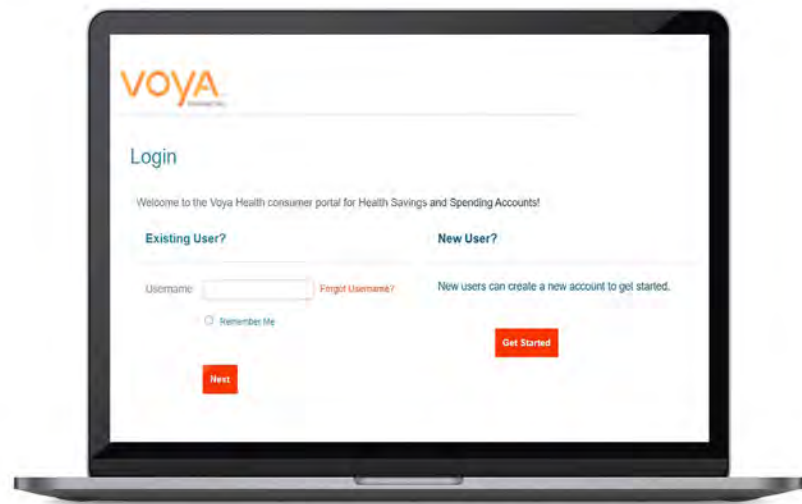 VOYA
Login
Welcome to the Voya Health consumer portal for Health Savings and Spending Accounts!
Existing User?
New User?
Username
Forgot Username?
New users can create a new account to get started.
Remember Me
Get Started
Next